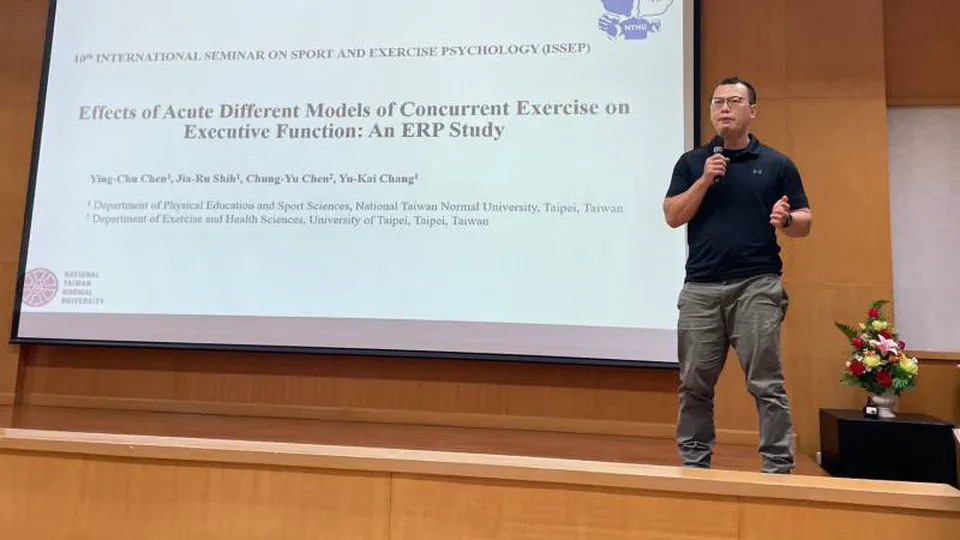 NTHU
10th INTERNATIONAL SEMINAR ON SPORT AND EXERCISE PSYCHOLOGY (ISSEP)
Effects of Acute Different Models of Concurrent Exercise on
Executive Function: An ERP Study
Ying-Chu Chen¹, Jia-Ru Shih¹, Chung-Yu Chen², Yu-Kai Chang¹
¹ Department of Physical Education and Sport Sciences, National Taiwan Normal University, Taipei, Taiwan
² Department of Exercise and Health Sciences, University of Taipei, Taipei, Taiwan
NATIONAL
TAIWAN
NORMAL
UNIVERSITY